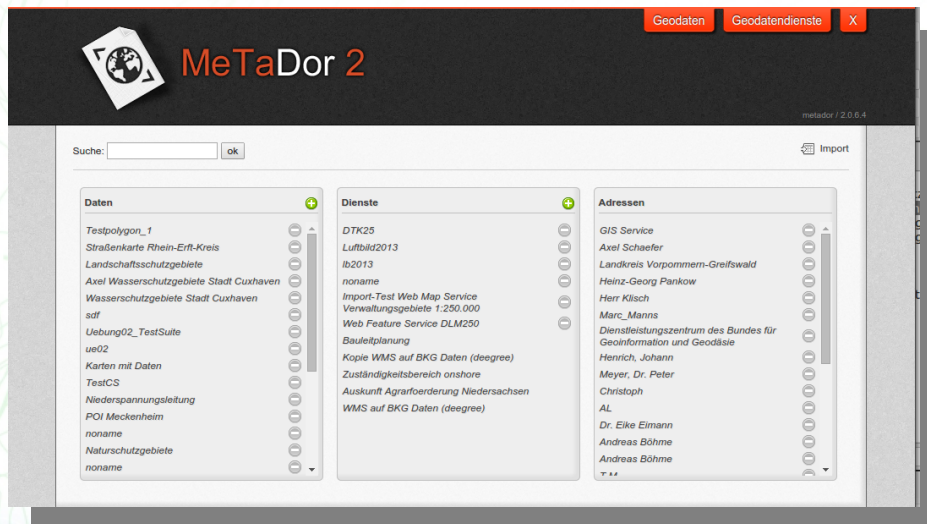 Geodaten Geodatendienste X
MeTaDor 2
metador / 2.0.6.4
Suche: ok Import
Daten
Testpolygon_1
Straßenkarte Rhein-Erft-Kreis
Landschaftsschutzgebiete
Axel Wasserschutzgebiete Stadt Cuxhaven
Wasserschutzgebiete Stadt Cuxhaven
sdf
Uebung02_TestSuite
ue02
Karten mit Daten
TestCS
Niederspannungsleitung
POI Meckenheim
noname
Naturschutzgebiete
noname
Dienste
DTK25
Luftbild2013
lb2013
noname
Import-Test Web Map Service
Verwaltungsgebiete 1:250.000
Web Feature Service DLM250
Bauleitplanung
Kopie WMS auf BKG Daten (deegree)
Zuständigkeitsbereich onshore
Auskunft Agrarfoerderung Niedersachsen
WMS auf BKG Daten (deegree)
Adressen
GIS Service
Axel Schaefer
Landkreis Vorpommern-Greifswald
Heinz-Georg Pankow
Herr Klisch
Marc_Manns
Dienstleistungszentrum des Bundes für
Geoinformation und Geodäsie
Henrich, Johann
Meyer, Dr. Peter
Christoph
AL
Dr. Eike Eimann
Andreas Böhme
Andreas Böhme